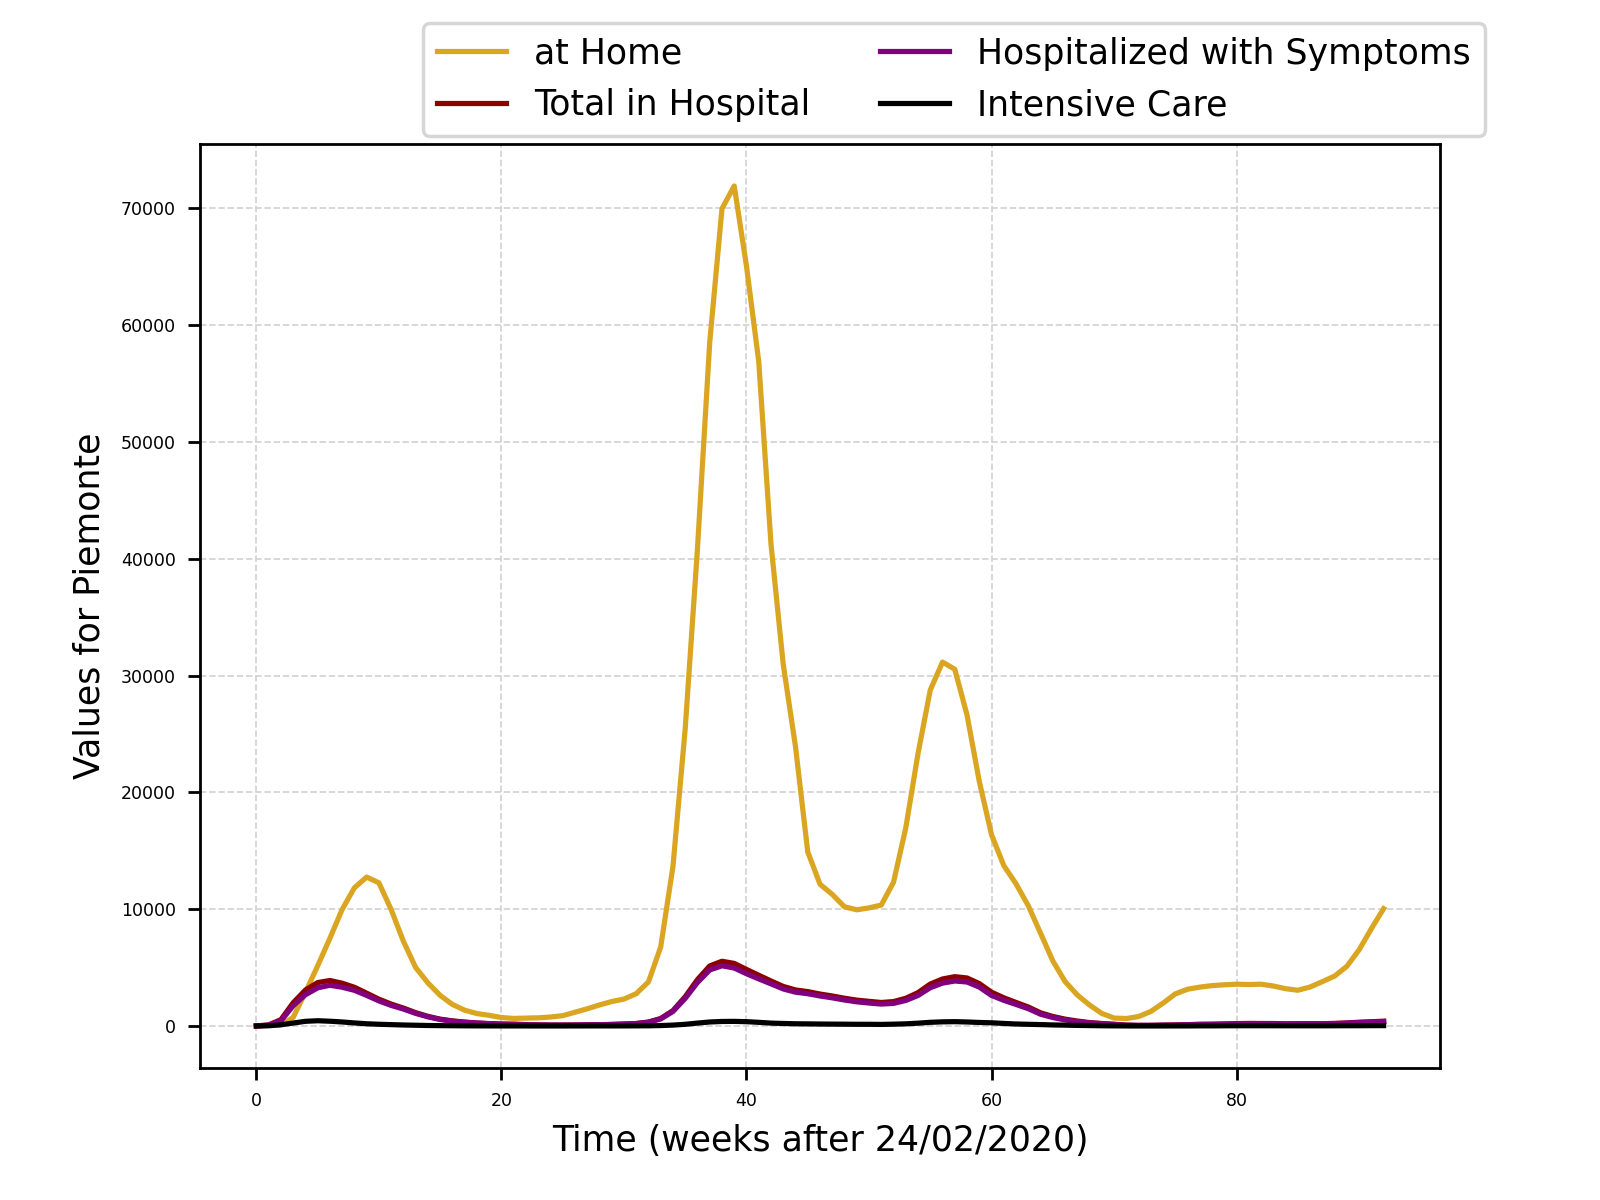 at Home
Total in Hospital
Hospitalized with Symptoms
Intensive Care
Values for Piemonte
70000
60000
50000
40000
30000
20000
10000
0
0 20 40 60 80
Time (weeks after 24/02/2020)